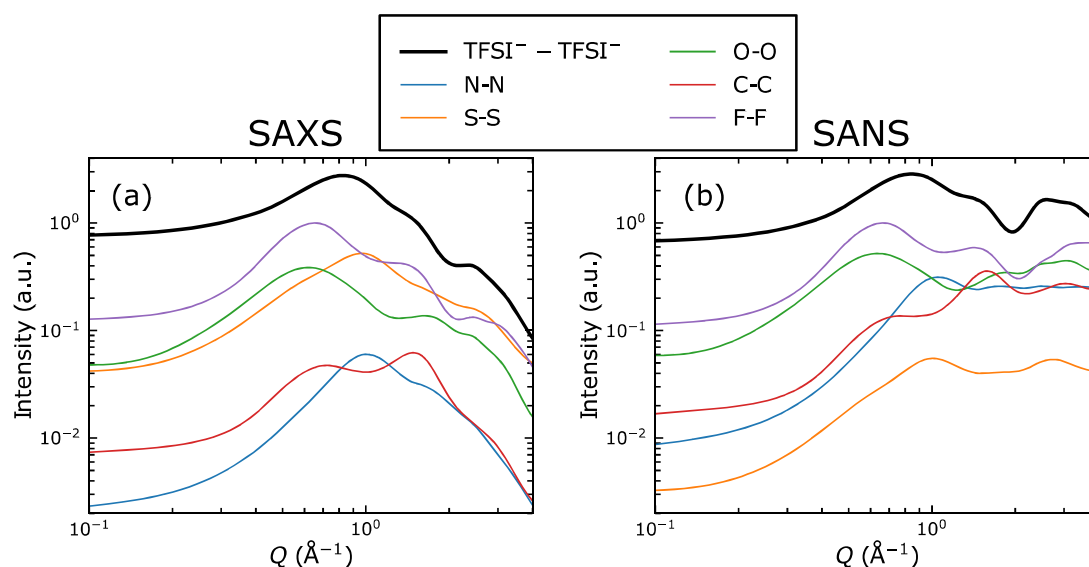 TFSI⁻ − TFSI⁻
N-N
S-S
O-O
C-C
F-F
SAXS
SANS
(a)
(b)
10⁰
10⁻¹
10⁻²
Intensity (a.u.)
10⁻¹
10⁰
Q (Å⁻¹)
10⁰
10⁻¹
10⁻²
Intensity (a.u.)
10⁻¹
10⁰
Q (Å⁻¹)